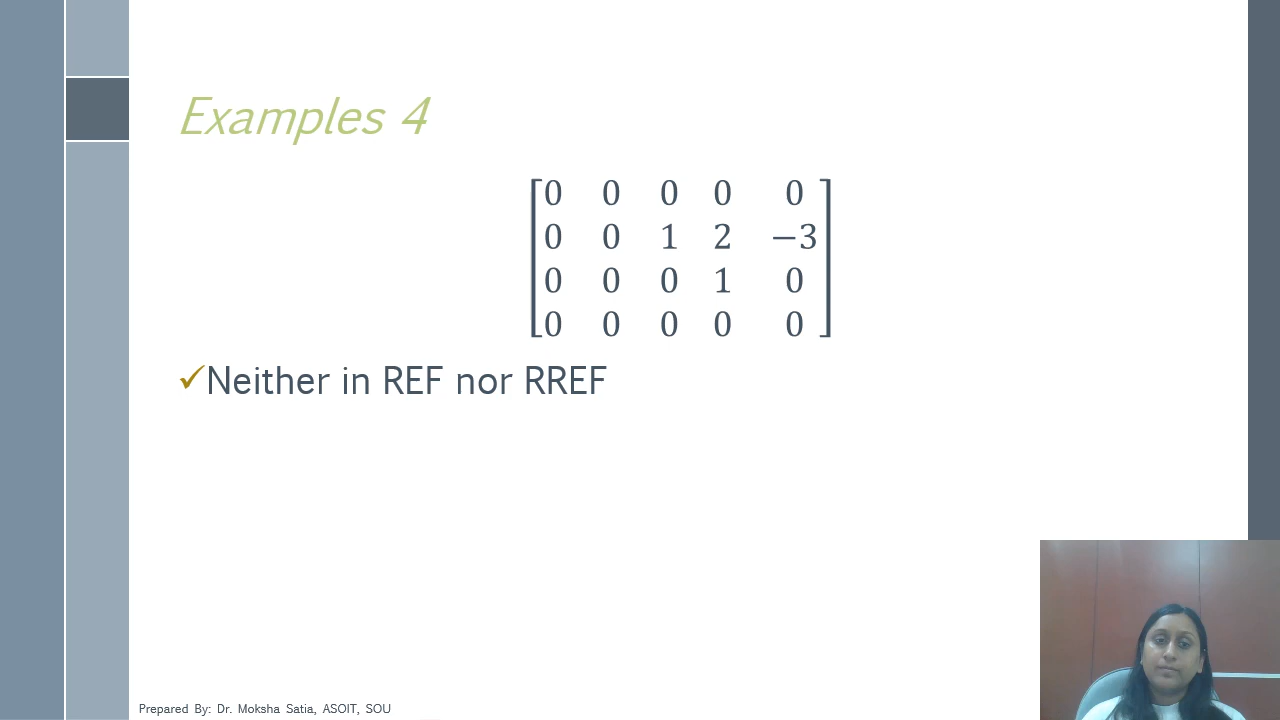 Examples 4
0 0 0 0 0
0 0 1 2 −3
0 0 0 1 0
0 0 0 0 0
✓Neither in REF nor RREF
Prepared By: Dr. Moksha Satia, ASOIT, SOU